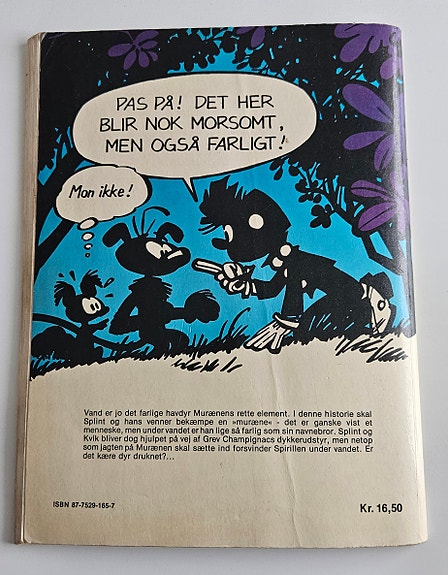 PAS PÅ! DET HER
BLIR NOK MORSOMT,
MEN OGSÅ FARLIGT!
Mon ikke!
Vand er jo det farlige havdyr Murænens rette element. I denne historie skal
Splint og hans venner bekæmpe en »muræne« - det er ganske vist et
menneske, men under vandet er han lige så farlig som sin navnebror. Splint og
Kvik bliver dog hjulpet på vej af Grev Champignacs dykkerudstyr, men netop
som jagten på Murænen skal sætte ind forsvinder Spirillen under vandet. Er
det kære dyr druknet?...
ISBN 87-7529-165-7
Kr. 16,50